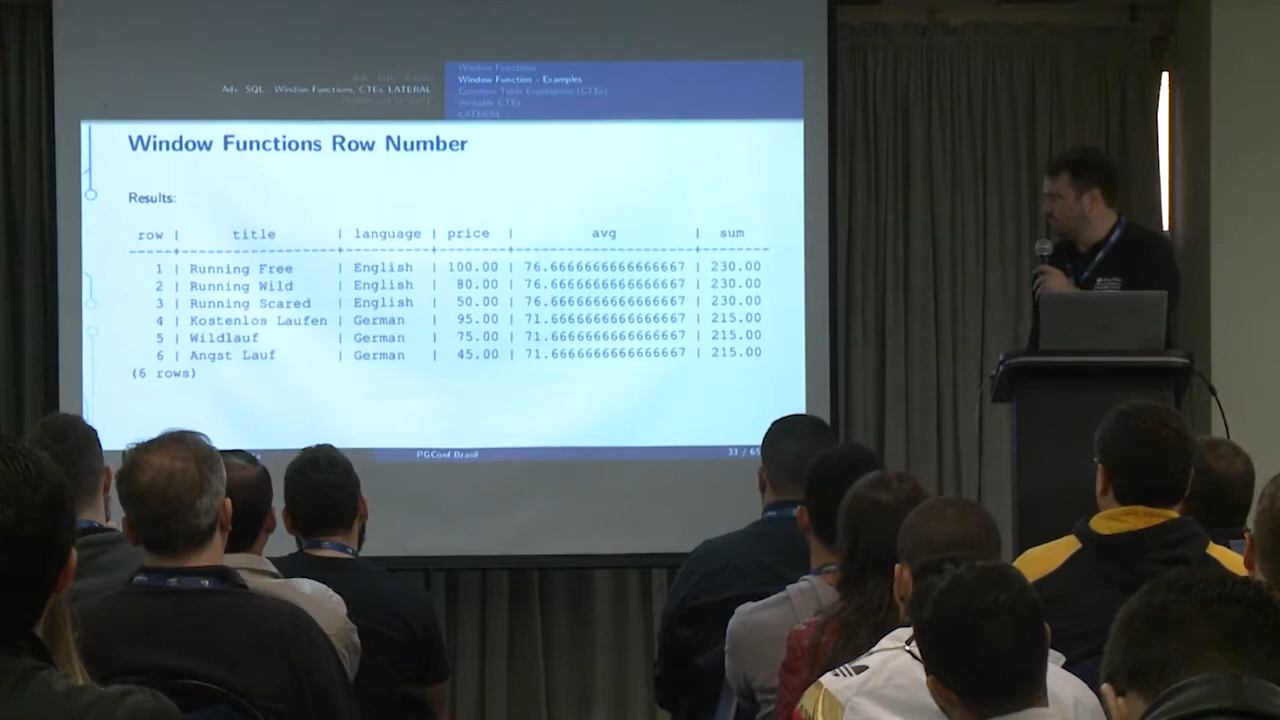 Window Functions
Adv. SQL: Window Functions, CTEs, LATERAL
Window Function - Examples
Common Table Expressions (CTEs)
Writable CTEs
LATERAL
Window Functions Row Number
Results:
row | title | language | price | avg | sum
-----+-----------------+----------+--------+---------------------+--------
1 | Running Free | English | 100.00 | 76.6666666666666667 | 230.00
2 | Running Wild | English | 80.00 | 76.6666666666666667 | 230.00
3 | Running Scared | English | 50.00 | 76.6666666666666667 | 230.00
4 | Kostenlos Laufen | German | 95.00 | 71.6666666666666667 | 215.00
5 | Wildlauf | German | 75.00 | 71.6666666666666667 | 215.00
6 | Angst Lauf | German | 45.00 | 71.6666666666666667 | 215.00
(6 rows)
PGConf.Brasil
33 / 65